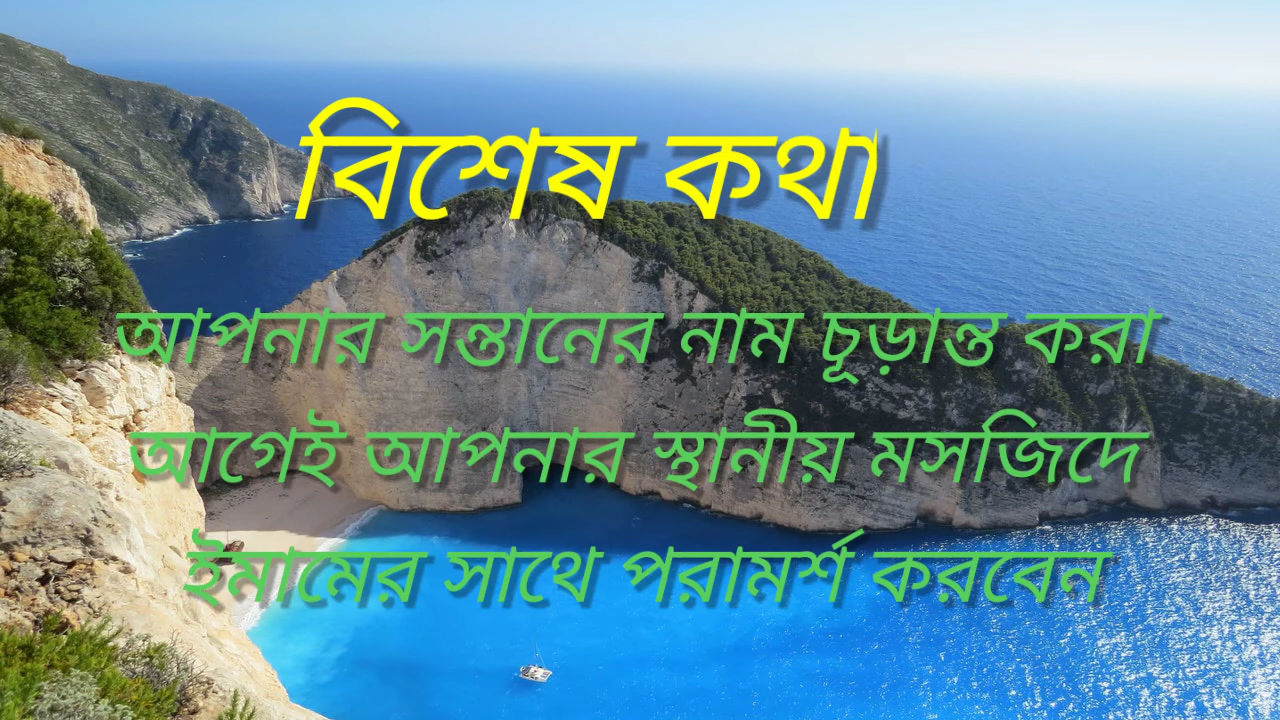 বিশেষ কথা
আপনার সন্তানের নাম চূড়ান্ত করা
আগেই আপনার স্থানীয় মসজিদে
ইমামের সাথে পরামর্শ করবেন